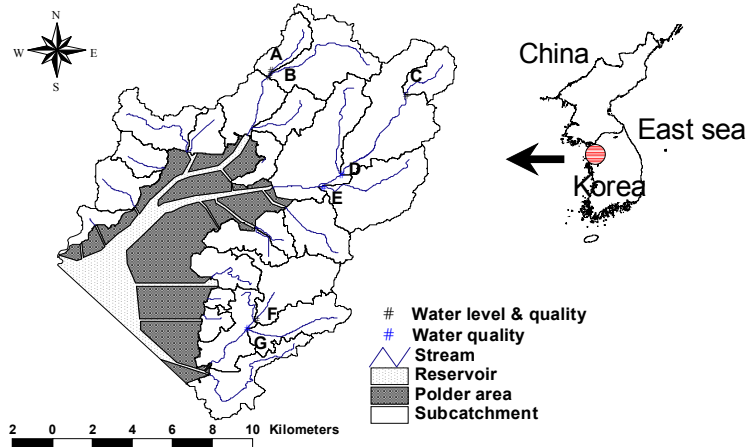 N
W E
S
A
B
C
D
E
F
G
China
East sea
Korea
# Water level & quality
# Water quality
Stream
Reservoir
Polder area
Subcatchment
2 0 2 4 6 8 10 Kilometers